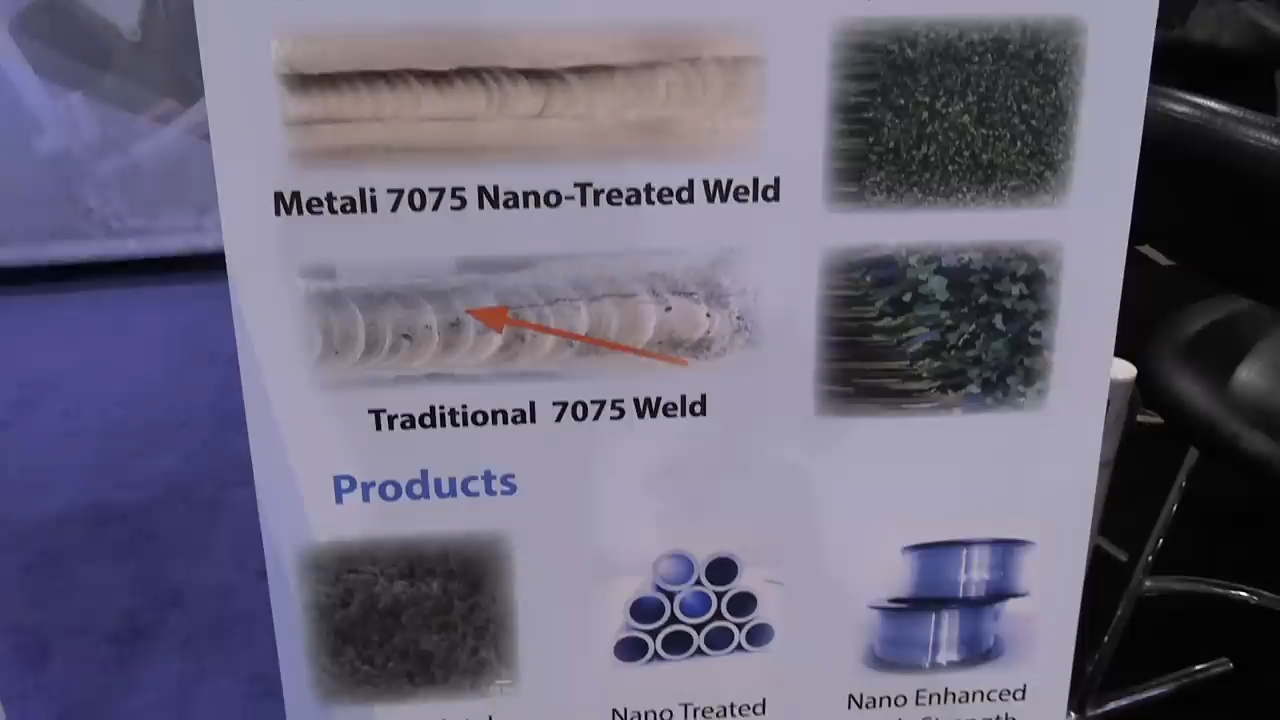 Metali 7075 Nano-Treated Weld
Traditional 7075 Weld
Products
Nano Treated
Nano Enhanced